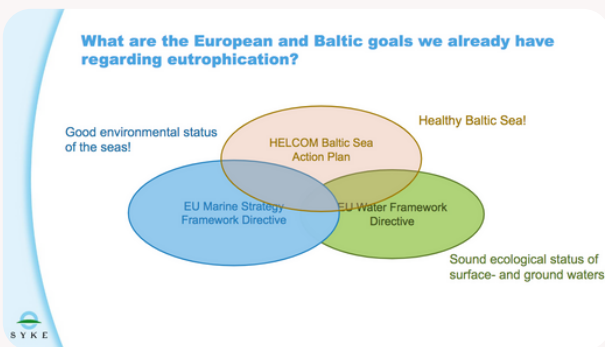 What are the European and Baltic goals we already have
regarding eutrophication?
Good environmental status
of the seas!
HELCOM Baltic Sea
Action Plan
Healthy Baltic Sea!
EU Marine Strategy
Framework Directive
EU Water Framework
Directive
Sound ecological status of
surface- and ground waters
SYKE